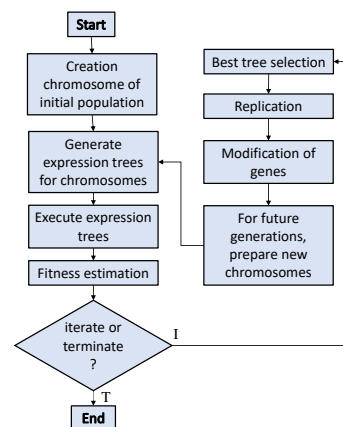 Start
Creation
chromosome of
initial population
Generate
expression trees
for chromosomes
Execute expression
trees
Fitness estimation
iterate or
terminate
?
I
T
End
Best tree selection
Replication
Modification of
genes
For future
generations,
prepare new
chromosomes